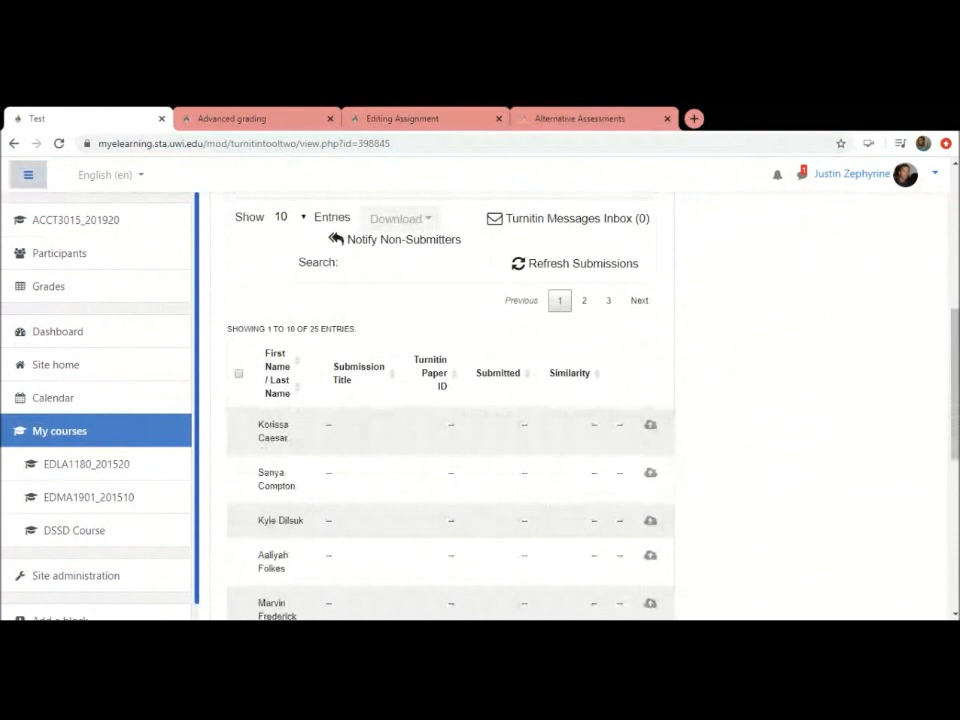 Test
Advanced grading
Editing Assignment
Alternative Assessments
myelearning.sta.uwi.edu/mod/turnitintooltwo/view.php?id=398845
English (en)
1
Justin Zephyrine
ACCT3015_201920
Participants
Grades
Dashboard
Site home
Calendar
My courses
EDLA1180_201520
EDMA1901_201510
DSSD Course
Site administration
Add a block
Show 10 Entries Download
Turnitin Messages Inbox (0)
Notify Non-Submitters
Search:
Refresh Submissions
Previous 1 2 3 Next
SHOWING 1 TO 10 OF 25 ENTRIES.
First
Name
/ Last
Name
Submission
Title
Turnitin
Paper
ID
Submitted
Similarity
Korissa
Caesar
-- -- -- -- --
Sanya
Compton
-- -- -- -- --
Kyle Dilsuk -- -- -- -- --
Aaliyah
Folkes
-- -- -- -- --
Marvin
Frederick
-- -- -- -- --